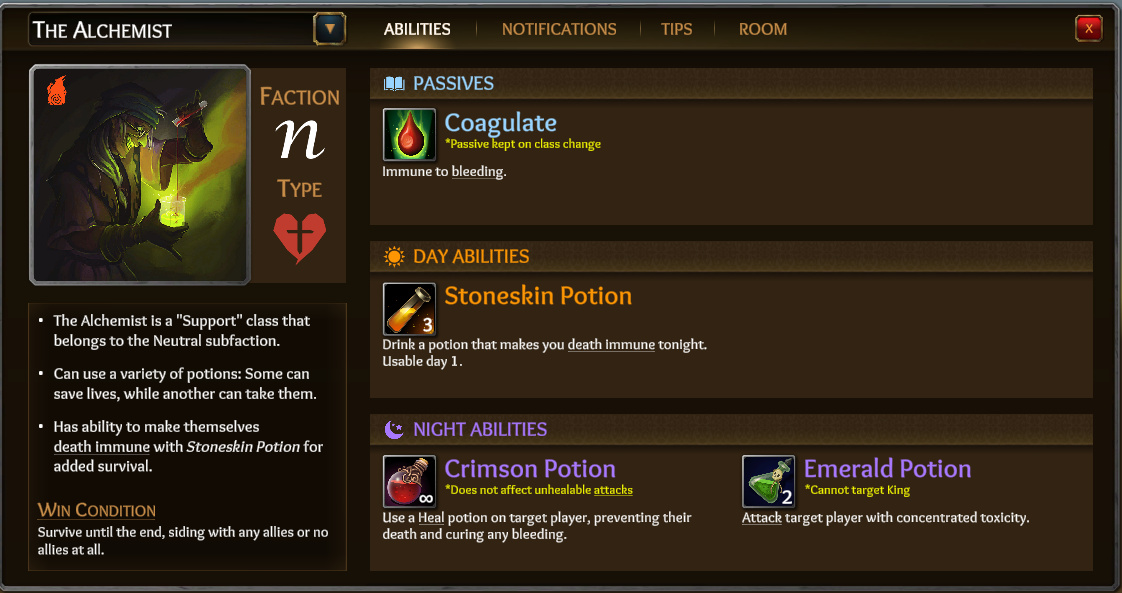 The Alchemist
ABILITIES
NOTIFICATIONS
TIPS
ROOM
X
Faction
n
Type
• The Alchemist is a "Support" class that
belongs to the Neutral subfaction.
• Can use a variety of potions: Some can
save lives, while another can take them.
• Has ability to make themselves
death immune with Stoneskin Potion for
added survival.
Win Condition
Survive until the end, siding with any allies or no
allies at all.
PASSIVES
Coagulate
*Passive kept on class change
Immune to bleeding.
DAY ABILITIES
Stoneskin Potion
3
Drink a potion that makes you death immune tonight.
Usable day 1.
NIGHT ABILITIES
Crimson Potion
*Does not affect unhealable attacks
∞
Use a Heal potion on target player, preventing their
death and curing any bleeding.
Emerald Potion
*Cannot target King
2
Attack target player with concentrated toxicity.